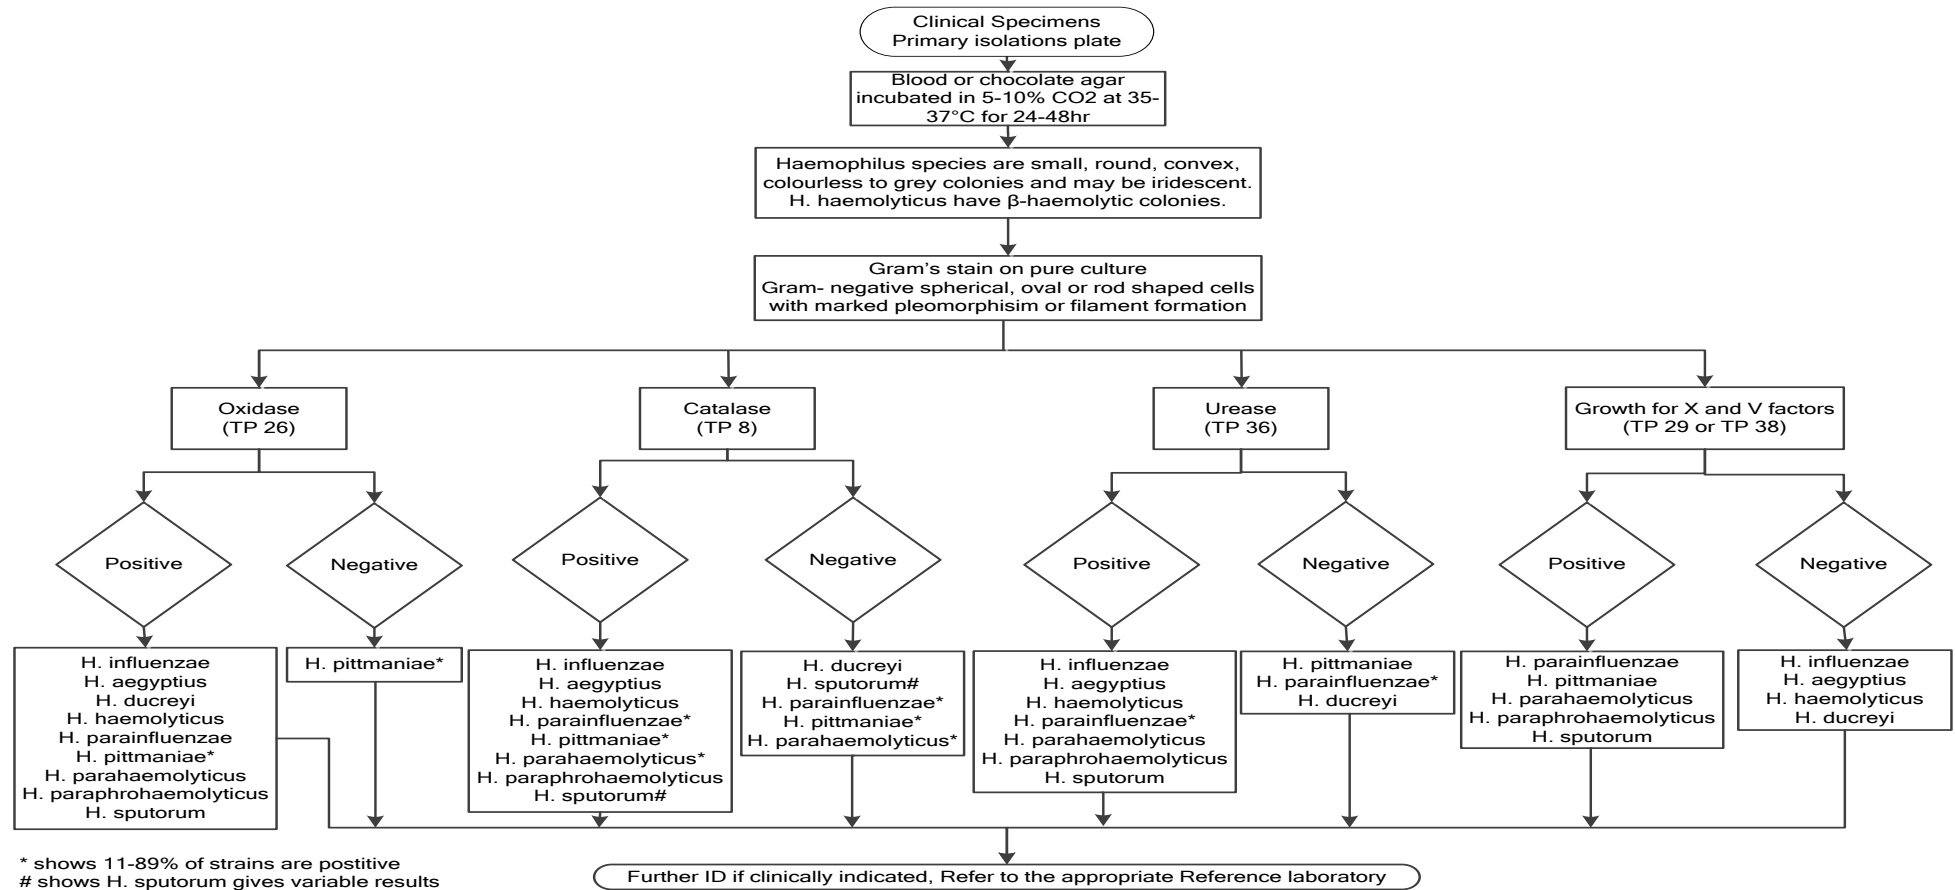 Clinical Specimens
Primary isolations plate
Blood or chocolate agar
incubated in 5-10% CO2 at 35-
37°C for 24-48hr
Haemophilus species are small, round, convex,
colourless to grey colonies and may be iridescent.
H. haemolyticus have β-haemolytic colonies.
Gram's stain on pure culture
Gram- negative spherical, oval or rod shaped cells
with marked pleomorphisim or filament formation
Oxidase
(TP 26)
Catalase
(TP 8)
Urease
(TP 36)
Growth for X and V factors
(TP 29 or TP 38)
Positive
Negative
Positive
Negative
Positive
Negative
Positive
Negative
H. influenzae
H. aegyptius
H. ducreyi
H. haemolyticus
H. parainfluenzae
H. pittmaniae*
H. parahaemolyticus
H. paraphrohaemolyticus
H. sputorum
H. pittmaniae*
H. influenzae
H. aegyptius
H. haemolyticus
H. parainfluenzae*
H. pittmaniae*
H. parahaemolyticus*
H. paraphrohaemolyticus
H. sputorum#
H. ducreyi
H. sputorum#
H. parainfluenzae*
H. pittmaniae*
H. parahaemolyticus*
H. influenzae
H. aegyptius
H. haemolyticus
H. parainfluenzae*
H. parahaemolyticus
H. paraphrohaemolyticus
H. sputorum
H. pittmaniae
H. parainfluenzae*
H. ducreyi
H. parainfluenzae
H. pittmaniae
H. parahaemolyticus
H. paraphrohaemolyticus
H. sputorum
H. influenzae
H. aegyptius
H. haemolyticus
H. ducreyi
* shows 11-89% of strains are postitive
# shows H. sputorum gives variable results
Further ID if clinically indicated, Refer to the appropriate Reference laboratory